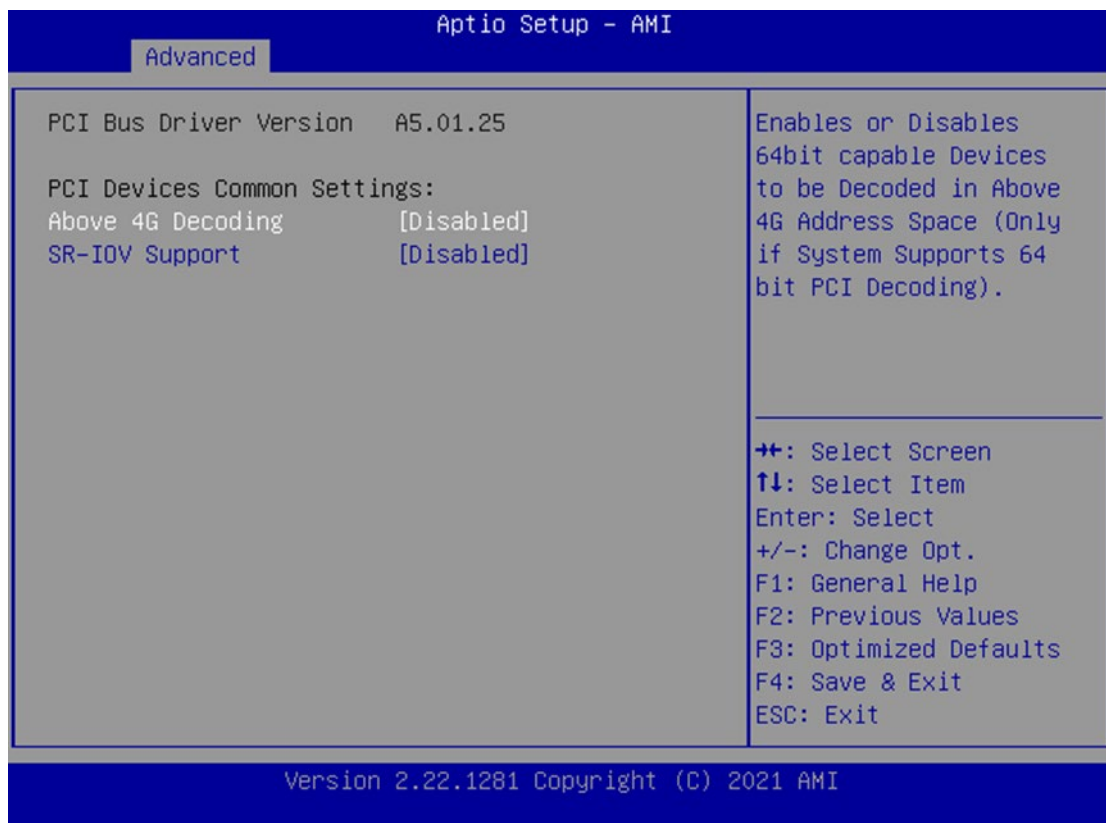 Aptio Setup – AMI
Advanced
PCI Bus Driver Version A5.01.25
PCI Devices Common Settings:
Above 4G Decoding [Disabled]
SR-IOV Support [Disabled]
Enables or Disables
64bit capable Devices
to be Decoded in Above
4G Address Space (Only
if System Supports 64
bit PCI Decoding).
→←: Select Screen
↑↓: Select Item
Enter: Select
+/-: Change Opt.
F1: General Help
F2: Previous Values
F3: Optimized Defaults
F4: Save & Exit
ESC: Exit
Version 2.22.1281 Copyright (C) 2021 AMI